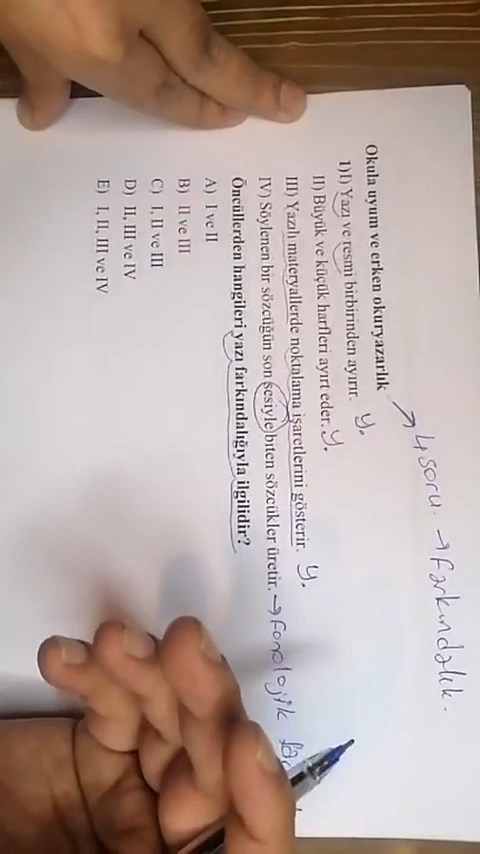 4 soru. → farkındalık.
Okula uyum ve erken okuryazarlık
1)I) Yazı ve resmi birbirinden ayırır. y.
II) Büyük ve küçük harfleri ayırt eder. y.
III) Yazılı materyallerde noktalama işaretlerini gösterir. y.
IV) Söylenen bir sözcüğün son sesiyle biten sözcükler üretir. → Fonolojik
Öncüllerden hangileri yazı farkındalığıyla ilgilidir?
A) I ve II
B) II ve III
C) I, II ve III
D) II, III ve IV
E) I, II, III ve IV